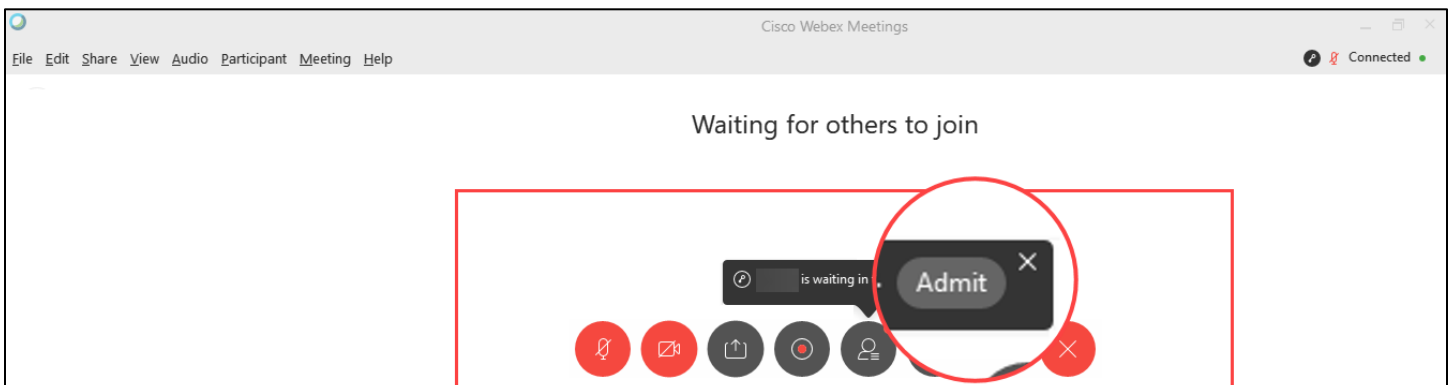 Cisco Webex Meetings
File Edit Share View Audio Participant Meeting Help
Connected
Waiting for others to join
is waiting in
Admit